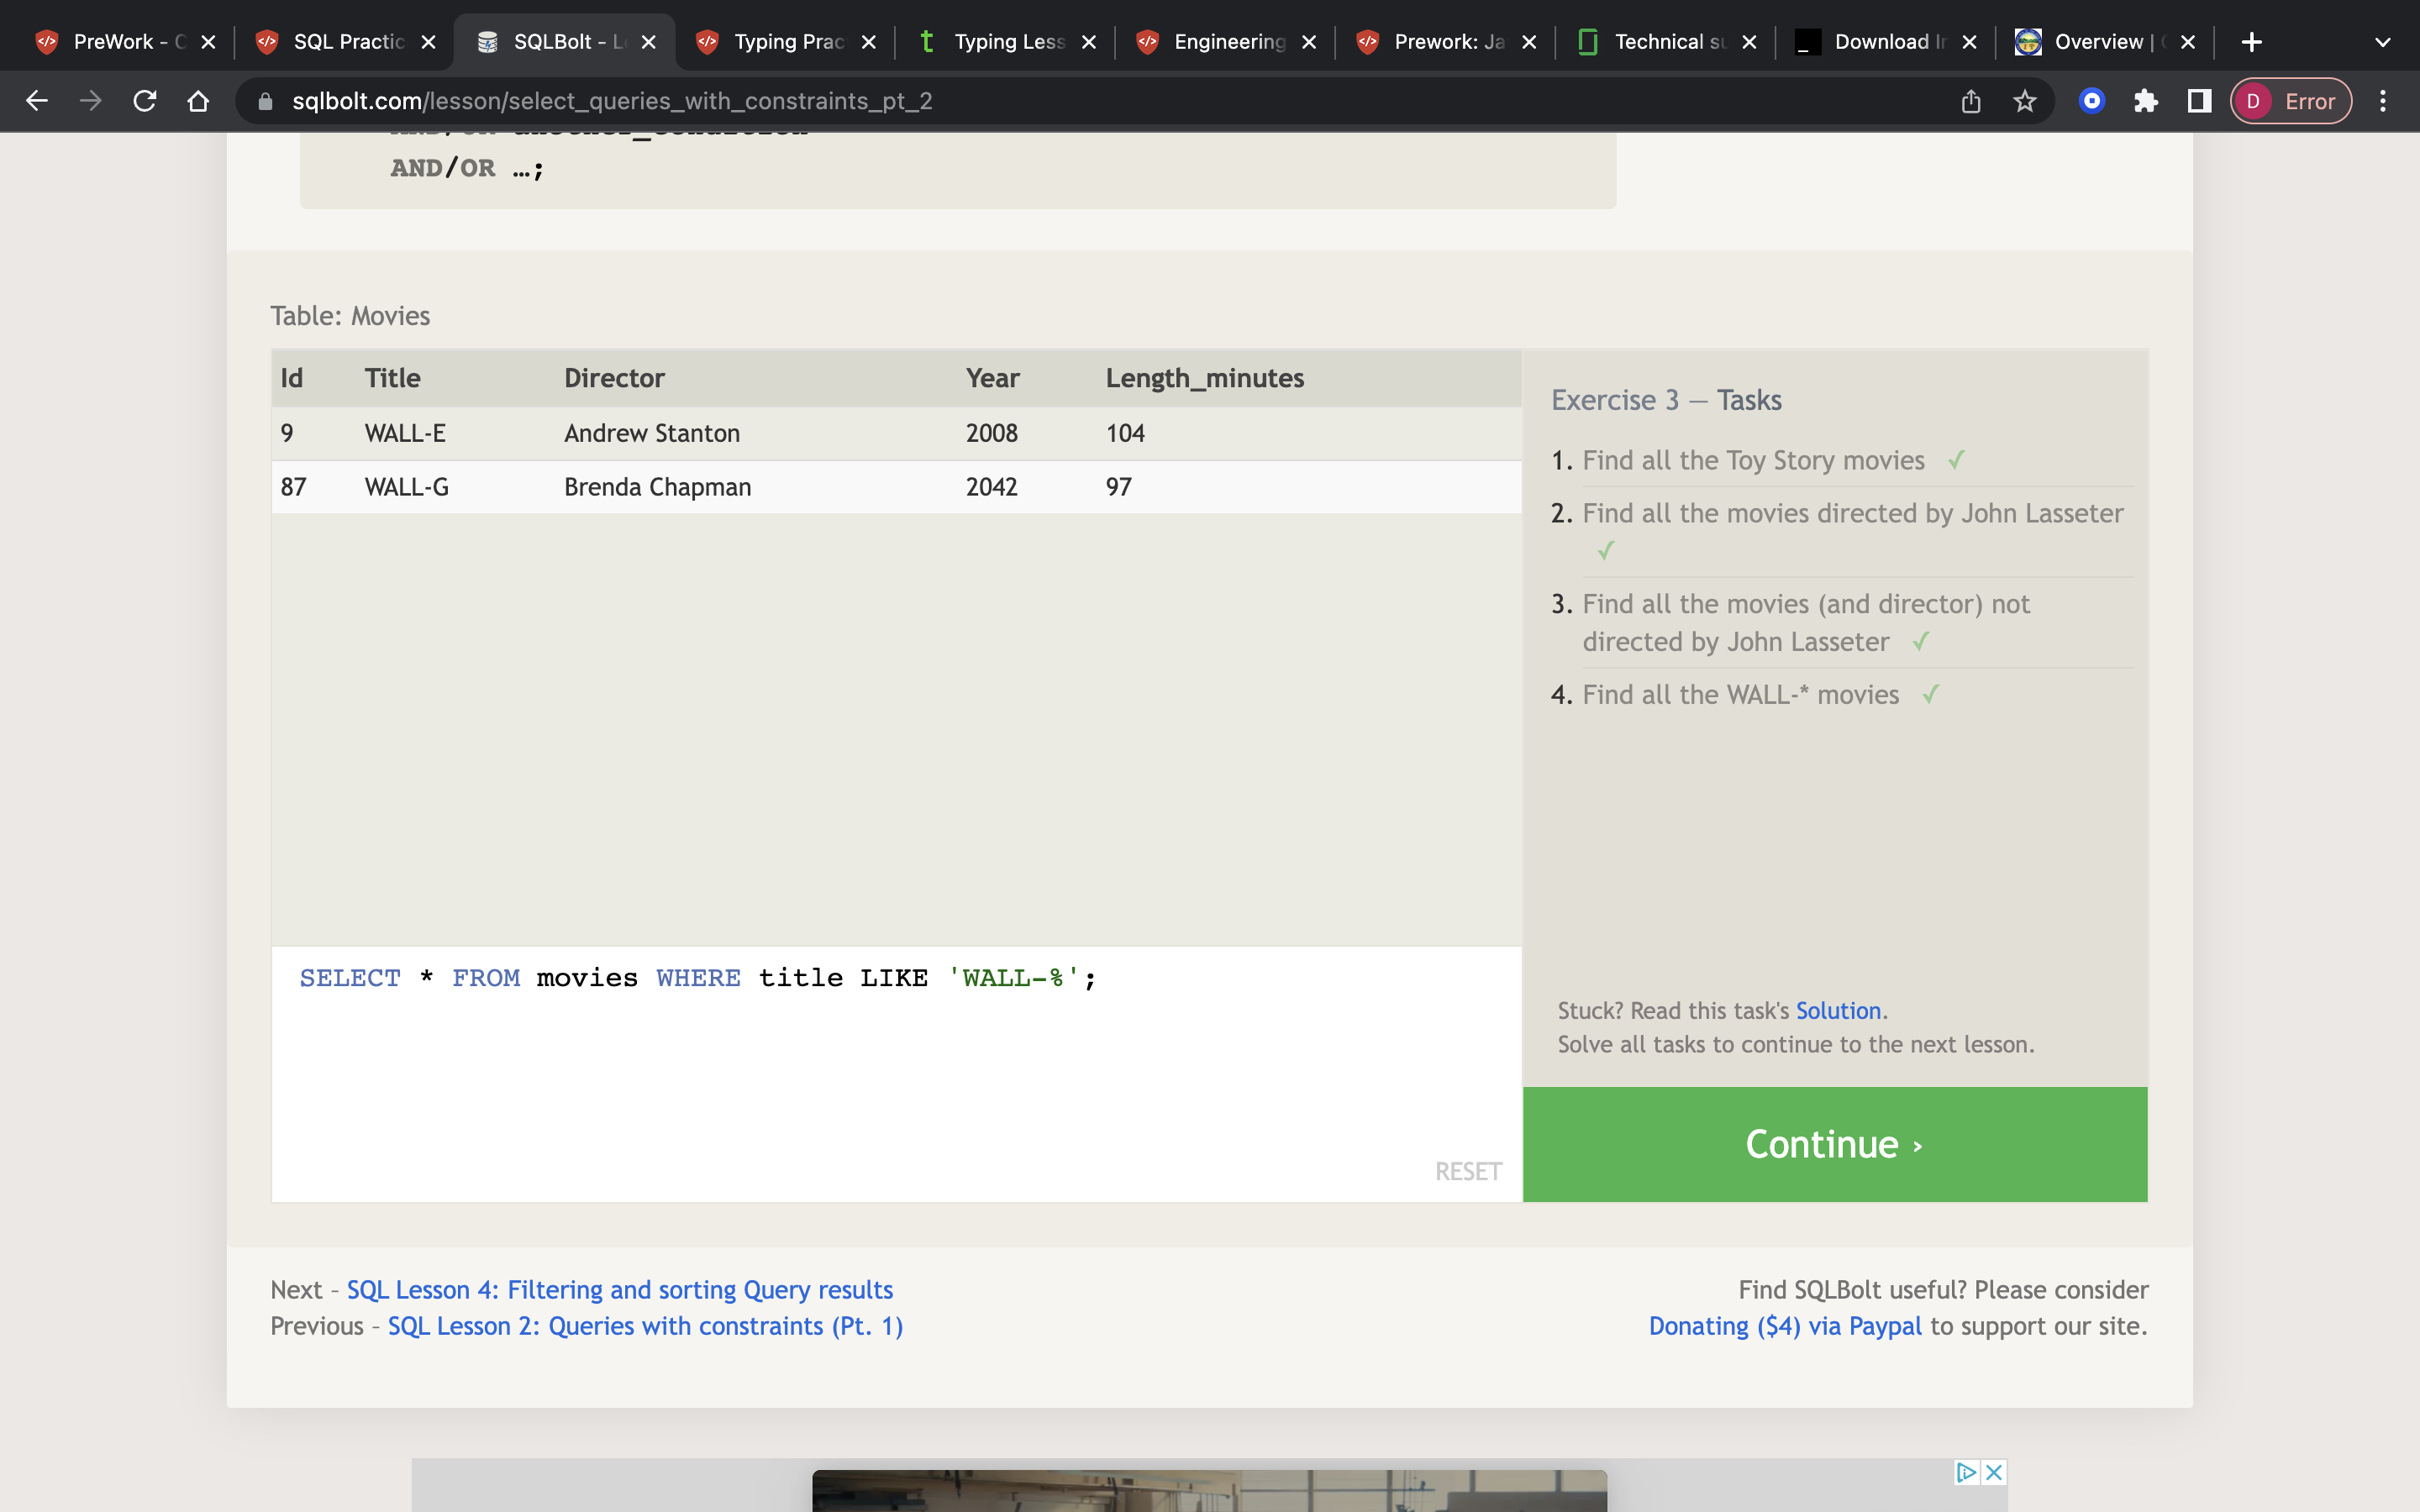 PreWork - C
SQL Practic
SQLBolt - L
Typing Prac
t
Typing Less
Engineering
Prework: Ja
Technical su
Download In
Overview |
sqlbolt.com/lesson/select_queries_with_constraints_pt_2
D
Error
AND/OR another_condition
AND/OR …;
Table: Movies
Id Title Director Year Length_minutes
9 WALL-E Andrew Stanton 2008 104
87 WALL-G Brenda Chapman 2042 97
SELECT * FROM movies WHERE title LIKE 'WALL-%';
RESET
Exercise 3 — Tasks
1. Find all the Toy Story movies ✓
2. Find all the movies directed by John Lasseter
✓
3. Find all the movies (and director) not
directed by John Lasseter ✓
4. Find all the WALL-* movies ✓
Stuck? Read this task's Solution.
Solve all tasks to continue to the next lesson.
Continue ›
Next – SQL Lesson 4: Filtering and sorting Query results
Previous – SQL Lesson 2: Queries with constraints (Pt. 1)
Find SQLBolt useful? Please consider
Donating ($4) via Paypal to support our site.